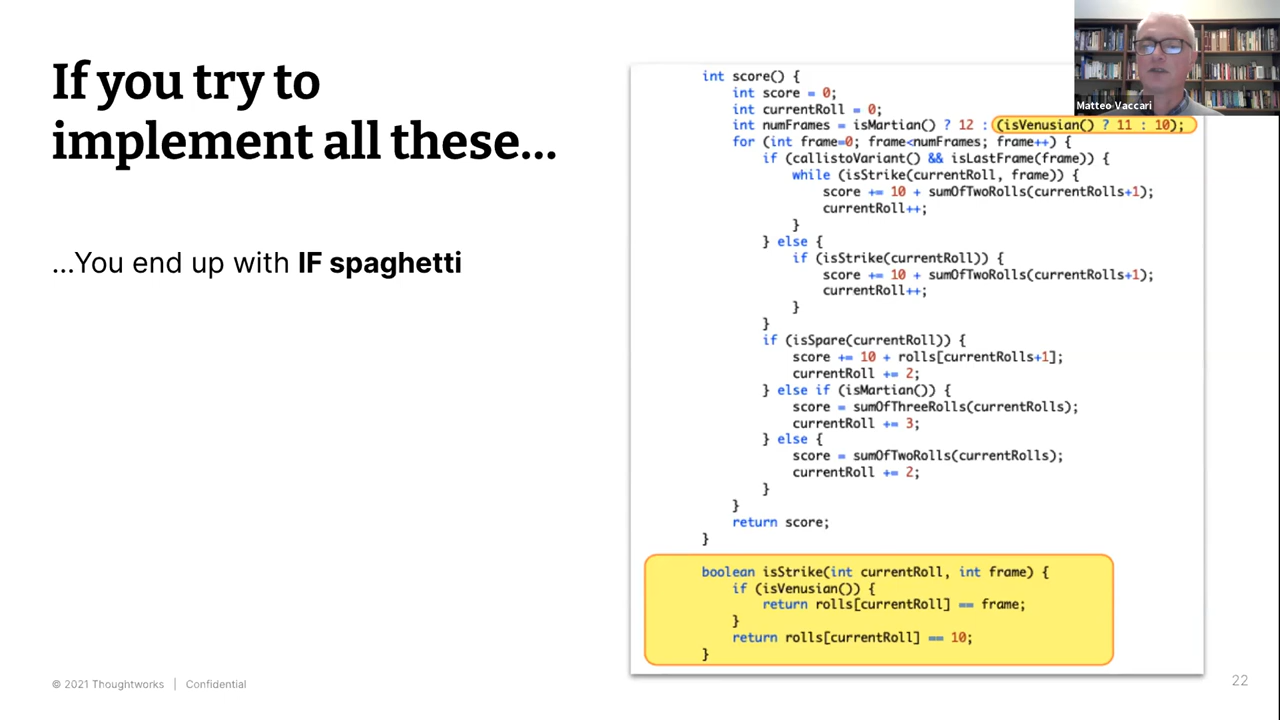 If you try to
implement all these...
...You end up with IF spaghetti
int score() {
int score = 0;
int currentRoll = 0;
int numFrames = isMartian() ? 12 : (isVenusian() ? 11 : 10);
for (int frame=0; frame<numFrames; frame++) {
if (callistoVariant() && isLastFrame(frame)) {
while (isStrike(currentRoll, frame)) {
score += 10 + sumOfTwoRolls(currentRolls+1);
currentRoll++;
}
} else {
if (isStrike(currentRoll)) {
score += 10 + sumOfTwoRolls(currentRolls+1);
currentRoll++;
}
}
if (isSpare(currentRoll)) {
score += 10 + rolls[currentRolls+1];
currentRoll += 2;
} else if (isMartian()) {
score = sumOfThreeRolls(currentRolls);
currentRoll += 3;
} else {
score = sumOfTwoRolls(currentRolls);
currentRoll += 2;
}
}
return score;
}
boolean isStrike(int currentRoll, int frame) {
if (isVenusian()) {
return rolls[currentRoll] == frame;
}
return rolls[currentRoll] == 10;
}
Matteo Vaccari
© 2021 Thoughtworks | Confidential
22